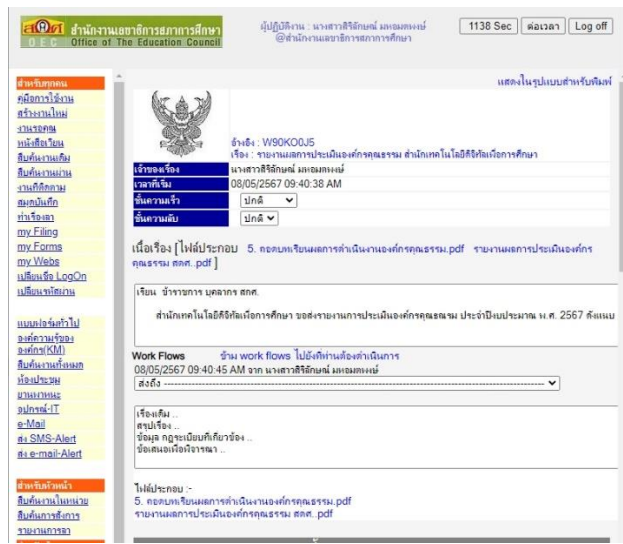 สกศ
OEC
สำนักงานเลขาธิการสภาการศึกษา
Office of The Education Council
ผู้ปฏิบัติงาน : นางสาวสิริลักษณ์
@สำนักงานเลขาธิการสภาการศึกษา
1138 Sec
ต่อเวลา
Log off
สำหรับทุกคน
คู่มือการใช้งาน
สร้างงานใหม่
งานรอคุณ
หนังสือเวียน
สืบค้นงานเดิม
สืบค้นงานผ่าน
งานที่ติดตาม
สมุดบันทึก
ทำเรื่องลา
my Filing
my Forms
my Webs
เปลี่ยนชื่อ LogOn
เปลี่ยนรหัสผ่าน
แบบฟอร์มทั่วไป
องค์ความรู้ของ
องค์กร(KM)
สืบค้นงานทั้งหมด
ห้องประชุม
ยานพาหนะ
อุปกรณ์-IT
e-Mail
ส่ง SMS-Alert
ส่ง e-mail-Alert
สำหรับหัวหน้า
สืบค้นงานในหน่วย
สืบค้นการสั่งการ
รายงานการลา
แสดงในรูปแบบสำหรับพิมพ์
อ้างอิง : W90KO0J5
เรื่อง : รายงานผลการประเมินองค์กรคุณธรรม สำนักเทคโนโลยีดิจิทัลเพื่อการศึกษา
เจ้าของเรื่อง นางสาวสิริลักษณ์
เวลาที่เริ่ม 08/05/2567 09:40:38 AM
ชั้นความเร็ว ปกติ
ชั้นความลับ ปกติ
เนื้อเรื่อง [ไฟล์ประกอบ 5. ถอดบทเรียนผลการดำเนินงานองค์กรคุณธรรม.pdf รายงานผลการประเมินองค์กร
คุณธรรม สดศ..pdf ]
เรียน ข้าราชการ บุคลากร สกศ.
สำนักเทคโนโลยีดิจิทัลเพื่อการศึกษา ขอส่งรายงานการประเมินองค์กรคุณธรรม ประจำปีงบประมาณ พ.ศ. 2567 ดังแนบ
Work Flows ข้าม work flows ไปยังที่ท่านต้องดำเนินการ
08/05/2567 09:40:45 AM จาก นางสาวสิริลักษณ์
ส่งถึง
เรื่องเดิม ..
สรุปเรื่อง ..
ข้อมูล กฎระเบียบที่เกี่ยวข้อง ..
ข้อเสนอเพื่อพิจารณา ..
ไฟล์ประกอบ :-
5. ถอดบทเรียนผลการดำเนินงานองค์กรคุณธรรม.pdf
รายงานผลการประเมินองค์กรคุณธรรม สดศ..pdf